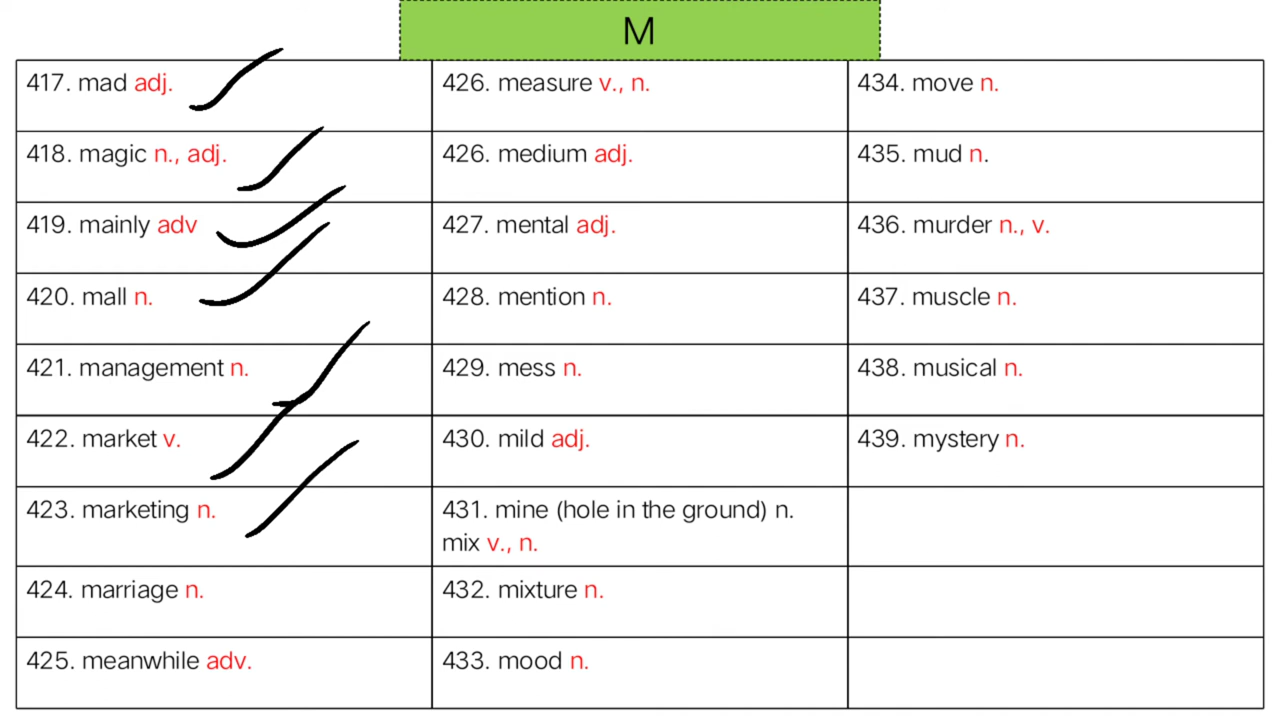 M
417. mad adj.
418. magic n., adj.
419. mainly adv
420. mall n.
421. management n.
422. market v.
423. marketing n.
424. marriage n.
425. meanwhile adv.
426. measure v., n.
426. medium adj.
427. mental adj.
428. mention n.
429. mess n.
430. mild adj.
431. mine (hole in the ground) n.
mix v., n.
432. mixture n.
433. mood n.
434. move n.
435. mud n.
436. murder n., v.
437. muscle n.
438. musical n.
439. mystery n.